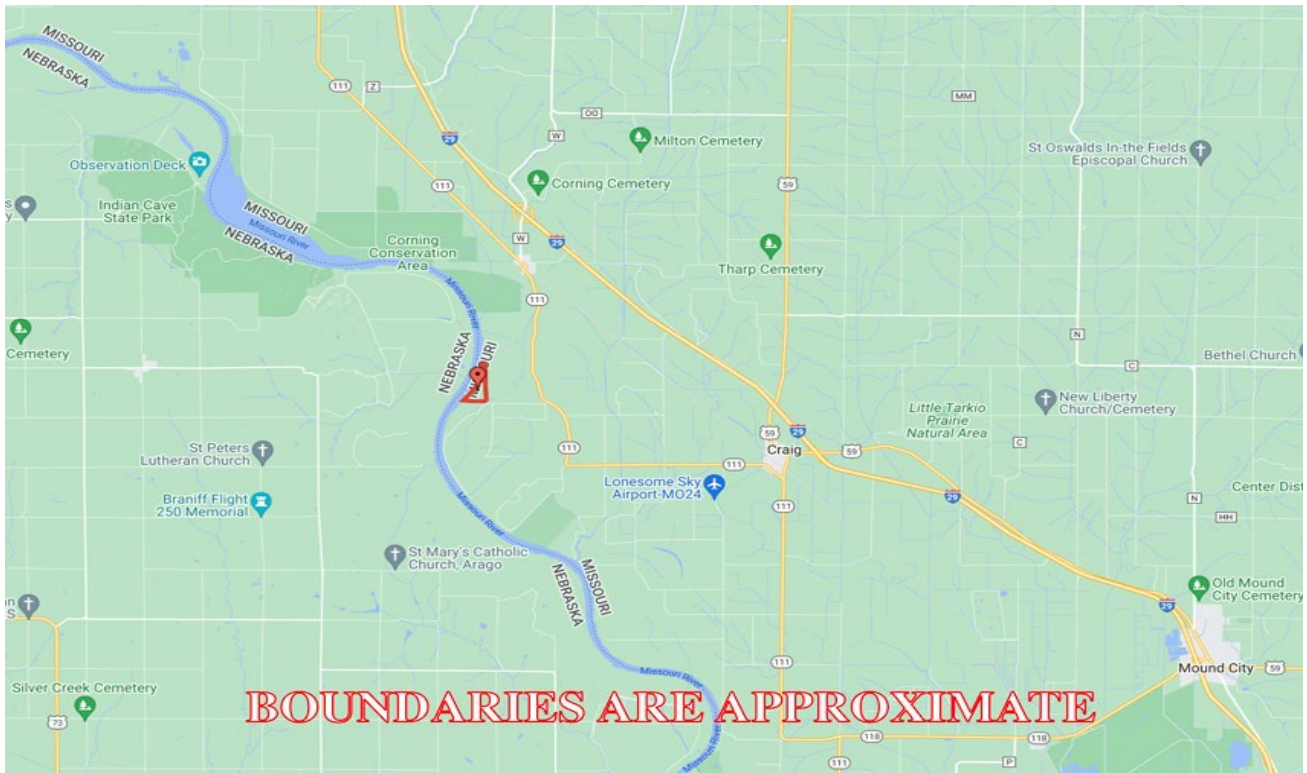 MISSOURI
NEBRASKA
111
Z
29
OD
W
MM
Milton Cemetery
St Oswalds In-the Fields
Episcopal Church
Observation Deck
Corning Cemetery
111
59
Indian Cave
State Park
MISSOURI
Missouri River
NEBRASKA
Corning
Conservation
Area
W
29
Tharp Cemetery
Missouri River
111
N
Cemetery
NEBRASKA
C
Bethel Church
New Liberty
Church/Cemetery
Little Tarkio
Prairie
Natural Area
59
29
C
St Peters
Lutheran Church
111
Craig
59
111
Lonesome Sky
Airport-MO24
29
Center Dist
N
Braniff Flight
250 Memorial
Missouri River
111
HH
St Mary's Catholic
Church, Arago
MISSOURI
NEBRASKA
Old Mound
City Cemetery
29
S
111
Missouri River
Mound City
59
Silver Creek Cemetery
BOUNDARIES ARE APPROXIMATE
73
118
118
111
P
Missouri River